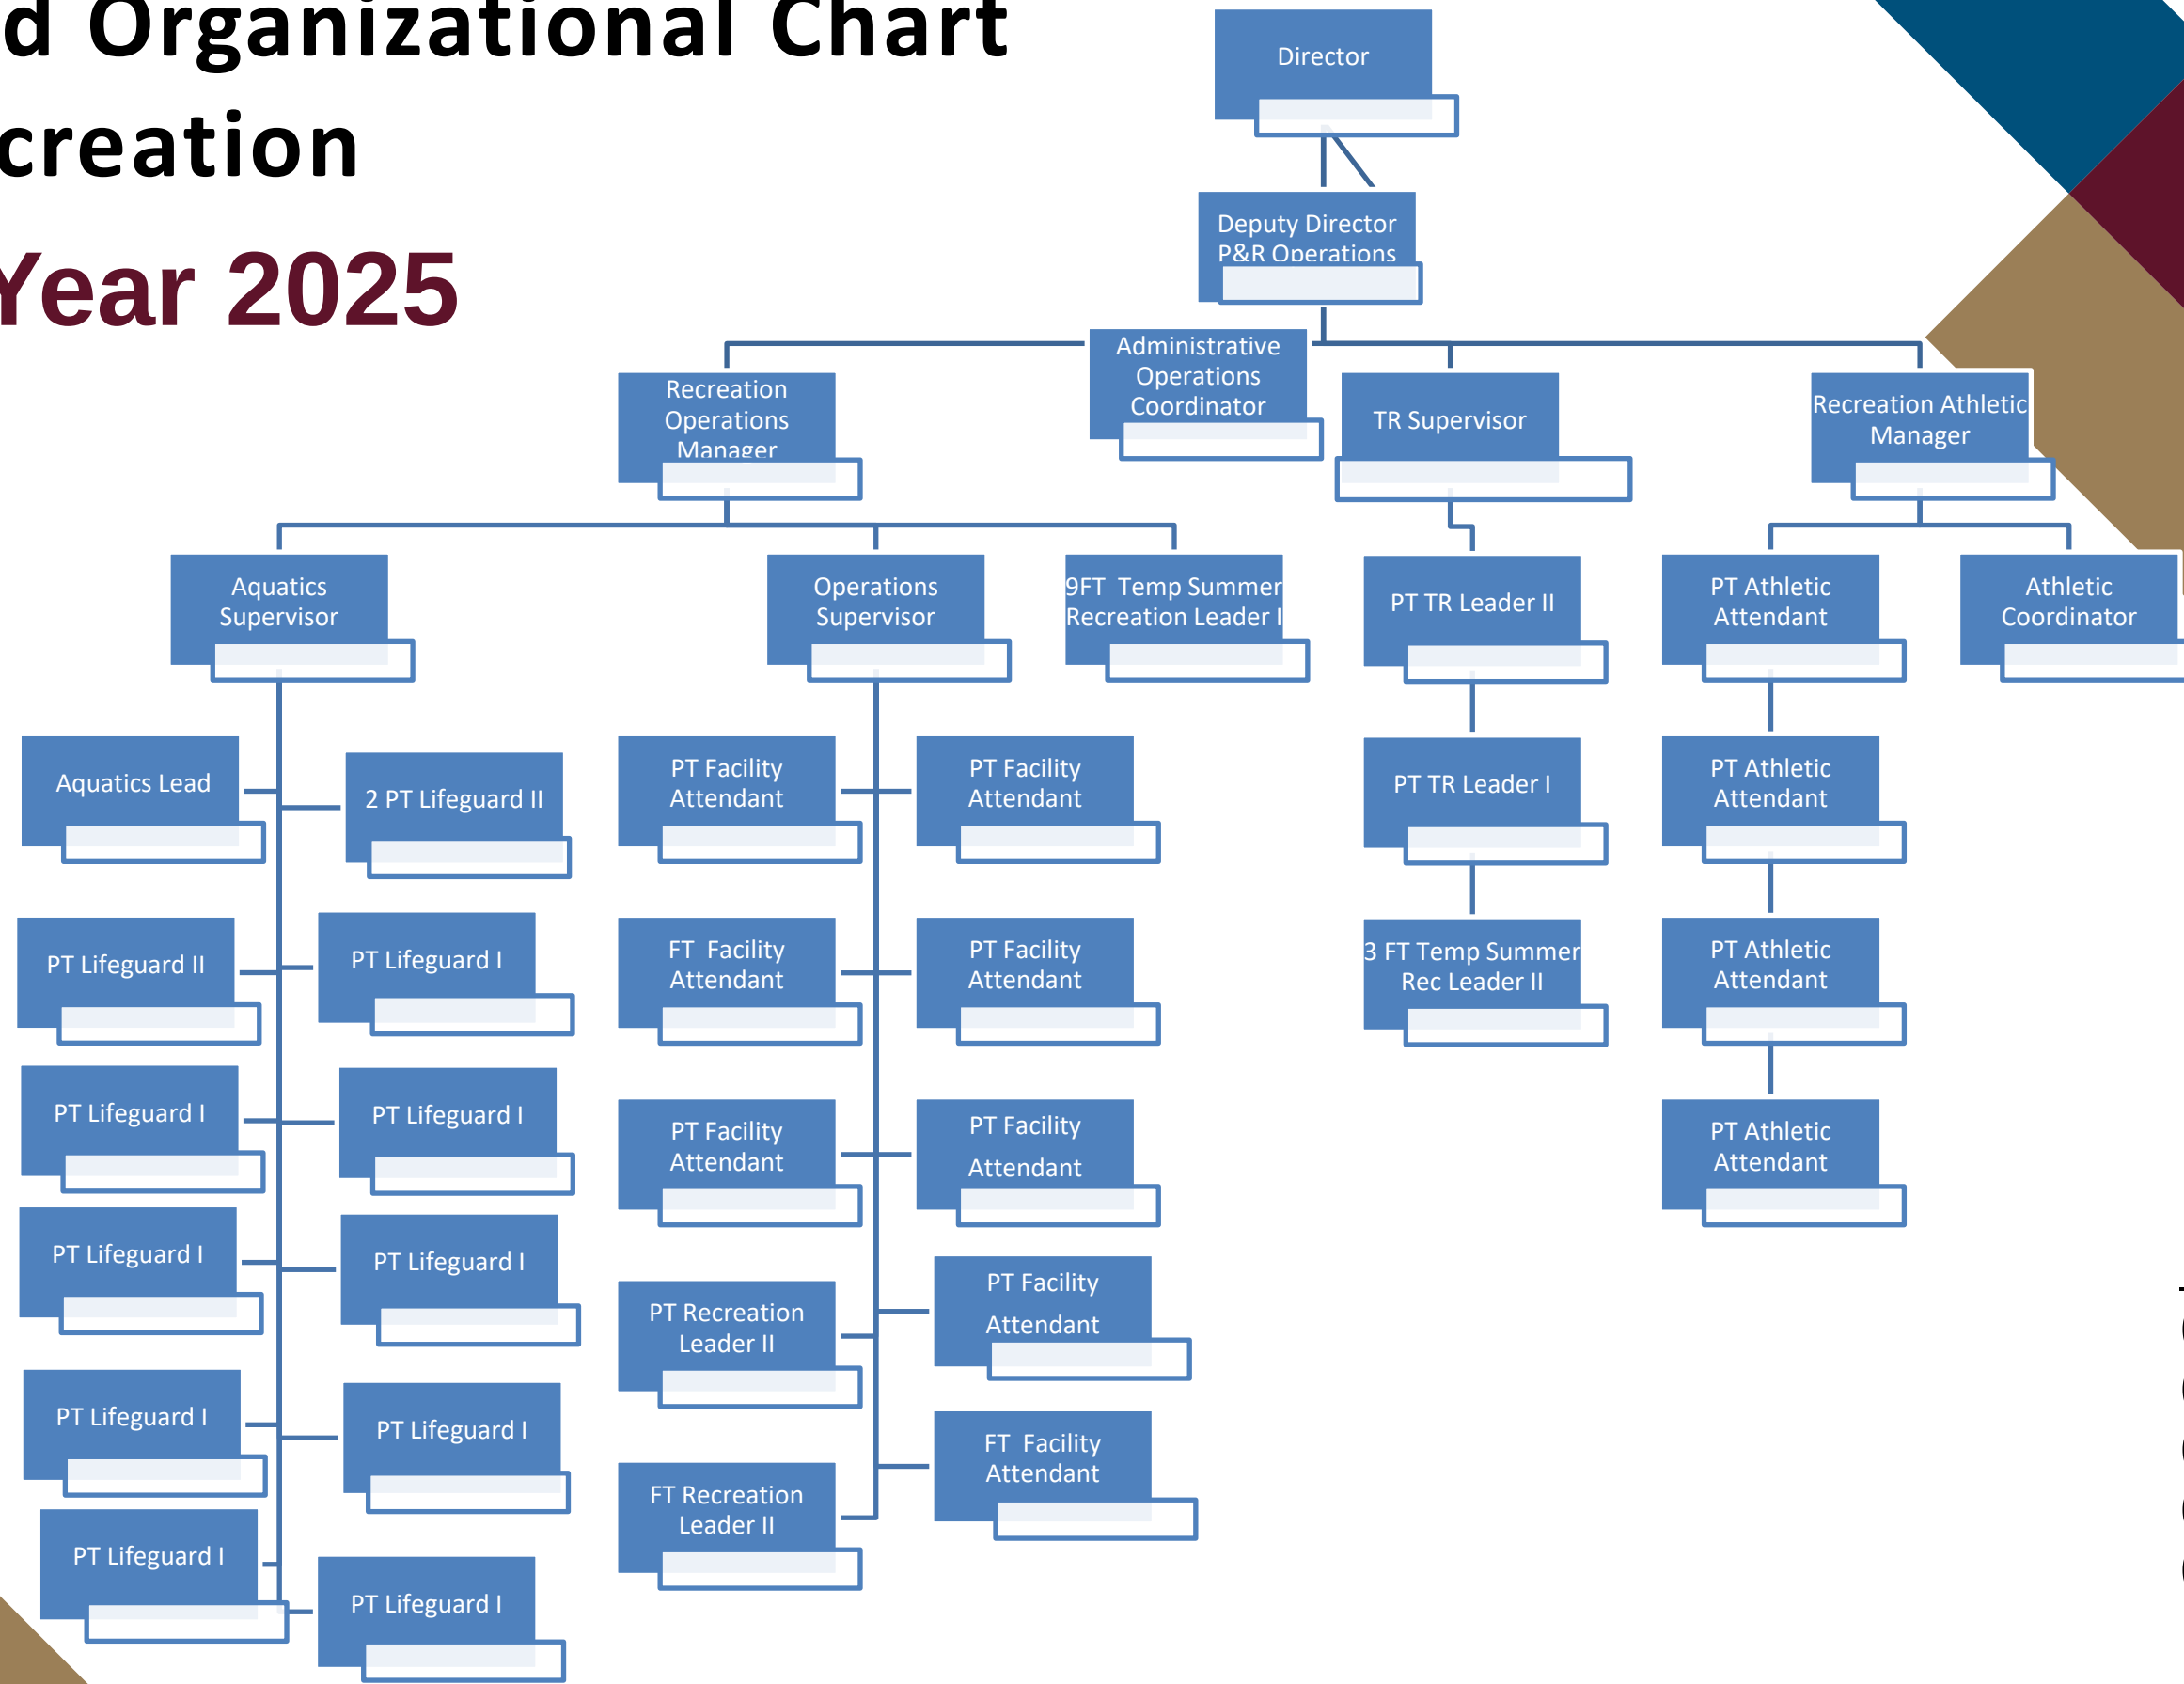 d Organizational Chart
creation
Year 2025
Director
Deputy Director
P&R Operations
Administrative
Operations
Coordinator
Recreation
Operations
Manager
TR Supervisor
Recreation Athletic
Manager
Aquatics
Supervisor
Operations
Supervisor
9FT Temp Summer
Recreation Leader I
PT TR Leader II
PT Athletic
Attendant
Athletic
Coordinator
Aquatics Lead
2 PT Lifeguard II
PT Facility
Attendant
PT Facility
Attendant
PT TR Leader I
PT Athletic
Attendant
PT Lifeguard II
PT Lifeguard I
FT Facility
Attendant
PT Facility
Attendant
3 FT Temp Summer
Rec Leader II
PT Athletic
Attendant
PT Lifeguard I
PT Lifeguard I
PT Facility
Attendant
PT Facility
Attendant
PT Athletic
Attendant
PT Lifeguard I
PT Lifeguard I
PT Recreation
Leader II
PT Facility
Attendant
PT Lifeguard I
PT Lifeguard I
FT Recreation
Leader II
FT Facility
Attendant
PT Lifeguard I
PT Lifeguard I